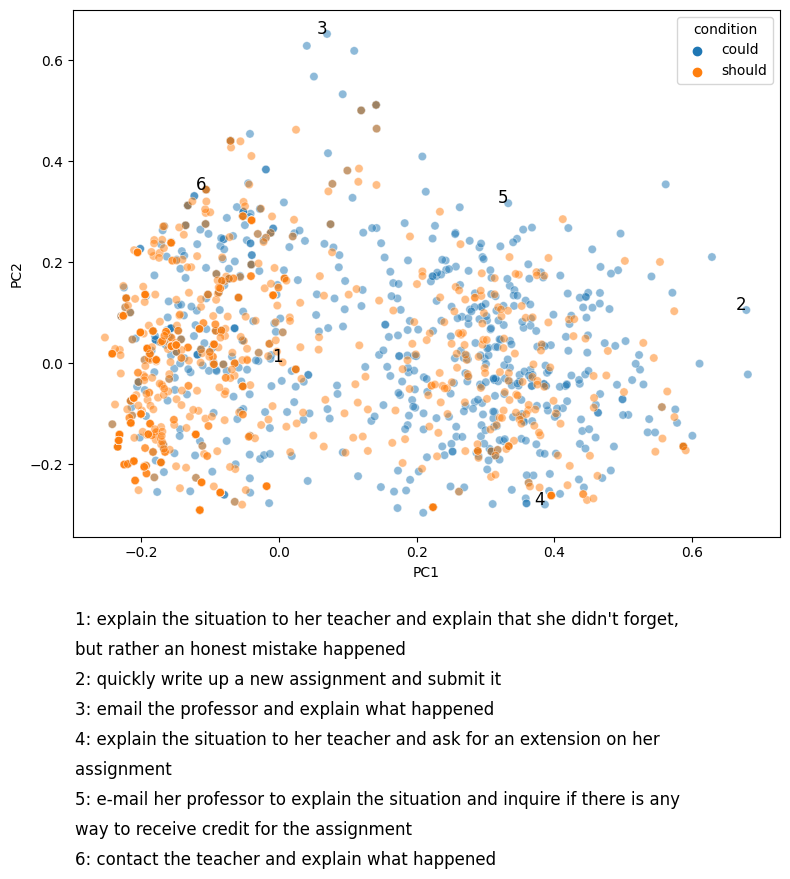 condition
could
should
0.6
0.4
0.2
0.0
−0.2
PC2
3
6
5
2
1
4
−0.2
0.0
0.2
0.4
0.6
PC1
1: explain the situation to her teacher and explain that she didn't forget,
but rather an honest mistake happened
2: quickly write up a new assignment and submit it
3: email the professor and explain what happened
4: explain the situation to her teacher and ask for an extension on her
assignment
5: e-mail her professor to explain the situation and inquire if there is any
way to receive credit for the assignment
6: contact the teacher and explain what happened